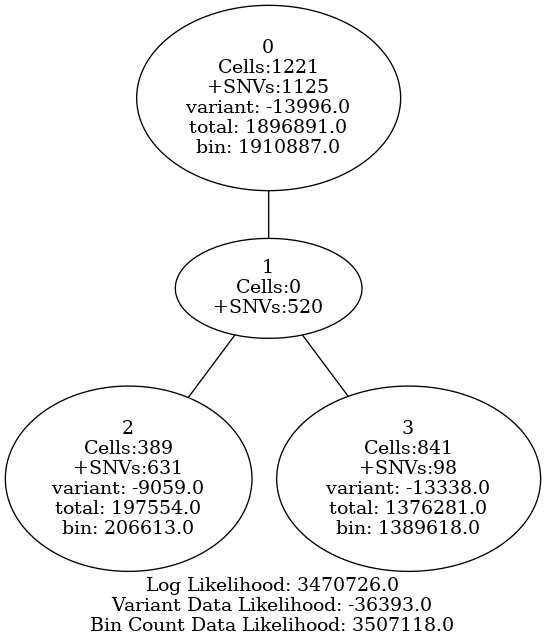 0
Cells:1221
+SNVs:1125
variant: -13996.0
total: 1896891.0
bin: 1910887.0
1
Cells:0
+SNVs:520
2
Cells:389
+SNVs:631
variant: -9059.0
total: 197554.0
bin: 206613.0
3
Cells:841
+SNVs:98
variant: -13338.0
total: 1376281.0
bin: 1389618.0
Log Likelihood: 3470726.0
Variant Data Likelihood: -36393.0
Bin Count Data Likelihood: 3507118.0